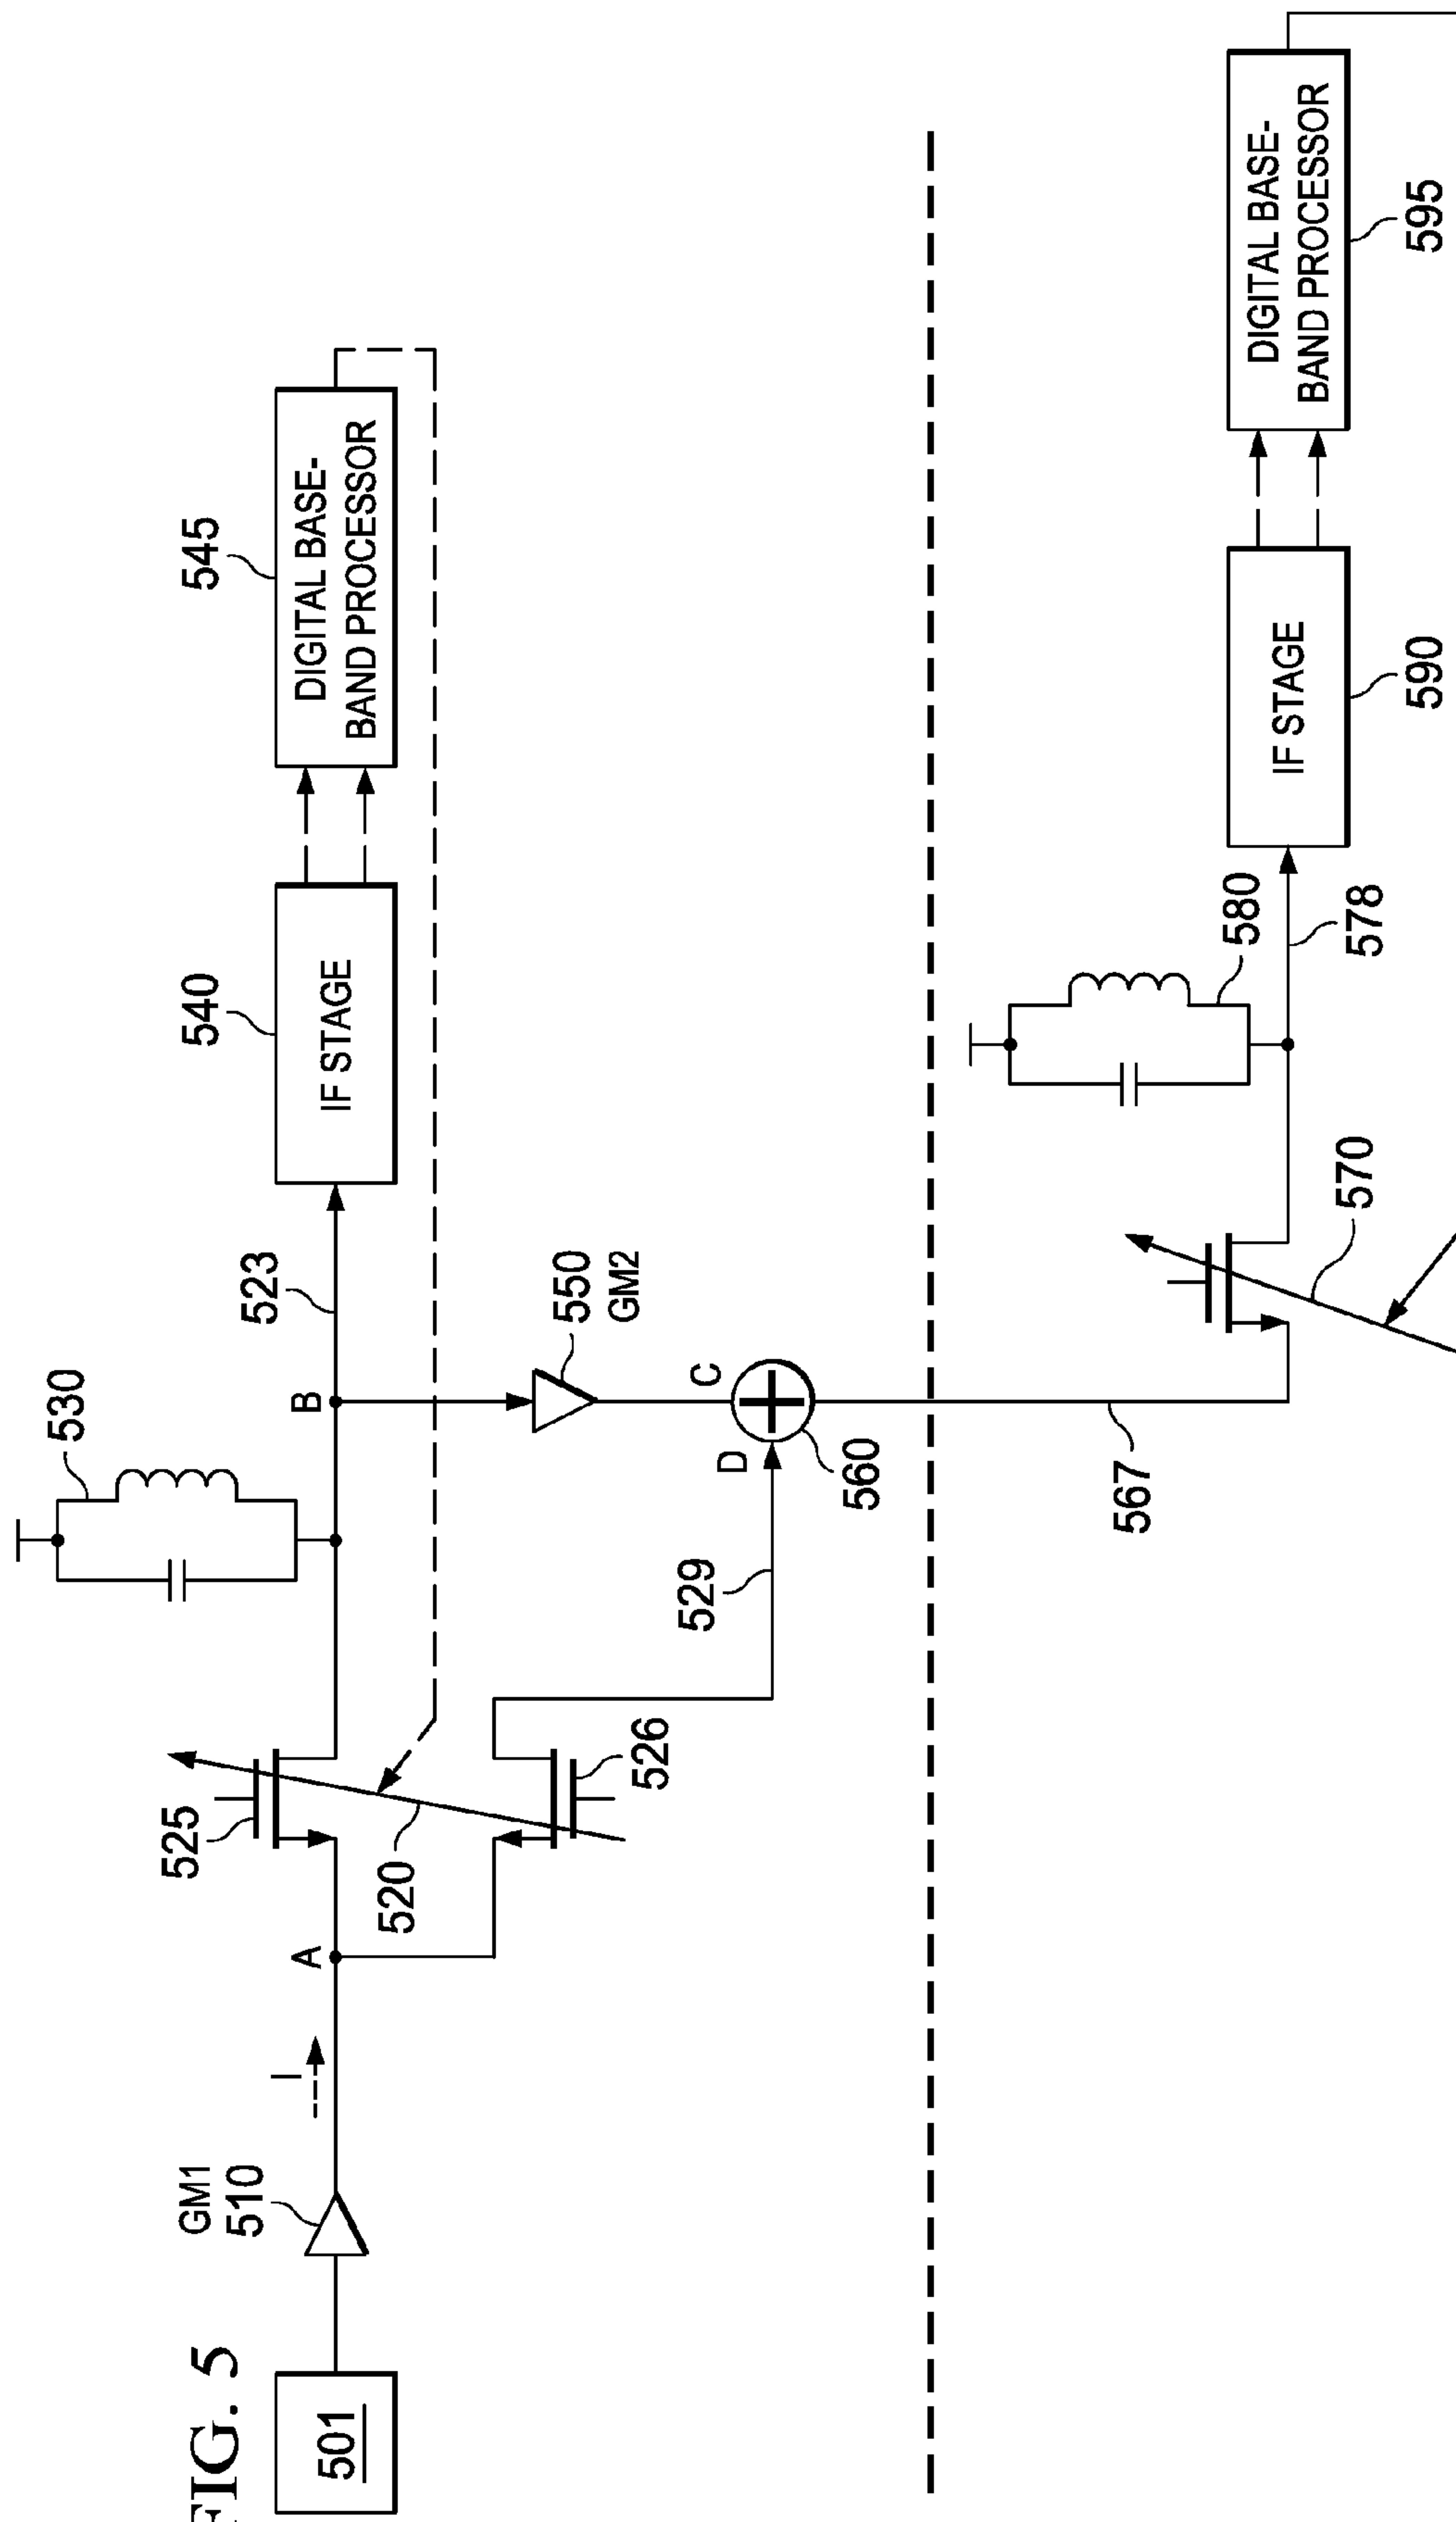 FIG. 5
501
GM1
510
I
A
525
520
526
530
B
523
529
D
C
550
GM2
560
567
540
IF STAGE
545
DIGITAL BASE-
BAND PROCESSOR
570
580
578
IF STAGE
590
DIGITAL BASE-
BAND PROCESSOR
595